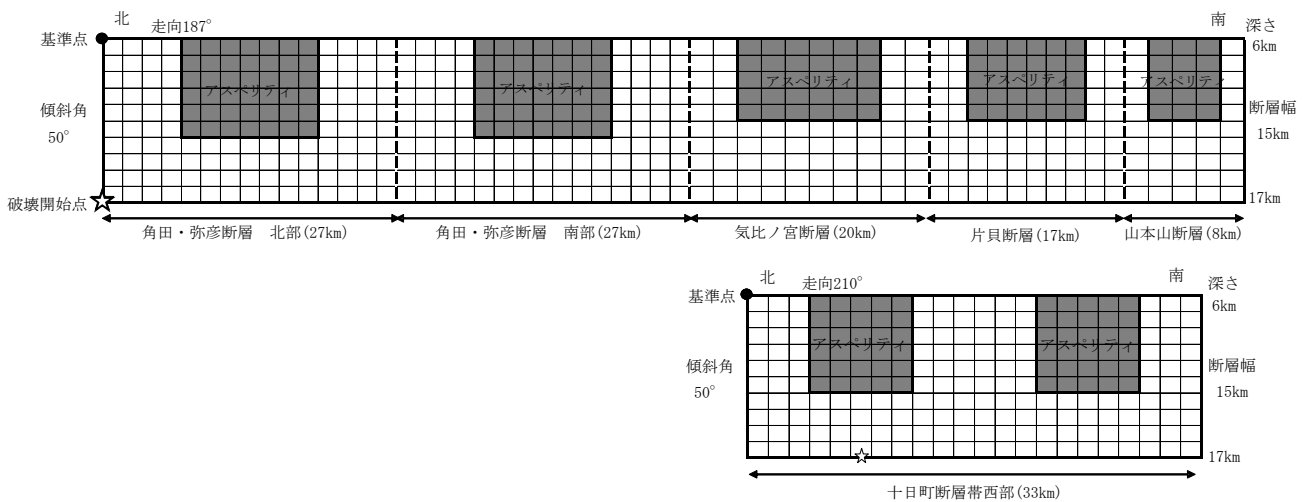 北 走向187° 南 深さ
基準点 6km
アスペリティ アスペリティ アスペリティ アスペリティ アスペリティ
傾斜角 断層幅
50° 15km
破壊開始点 17km
角田・弥彦断層 北部(27km) 角田・弥彦断層 南部(27km) 気比ノ宮断層(20km) 片貝断層(17km) 山本山断層(8km)
北 走向210° 南 深さ
基準点 6km
アスペリティ アスペリティ
傾斜角 断層幅
50° 15km
17km
十日町断層帯西部(33km)